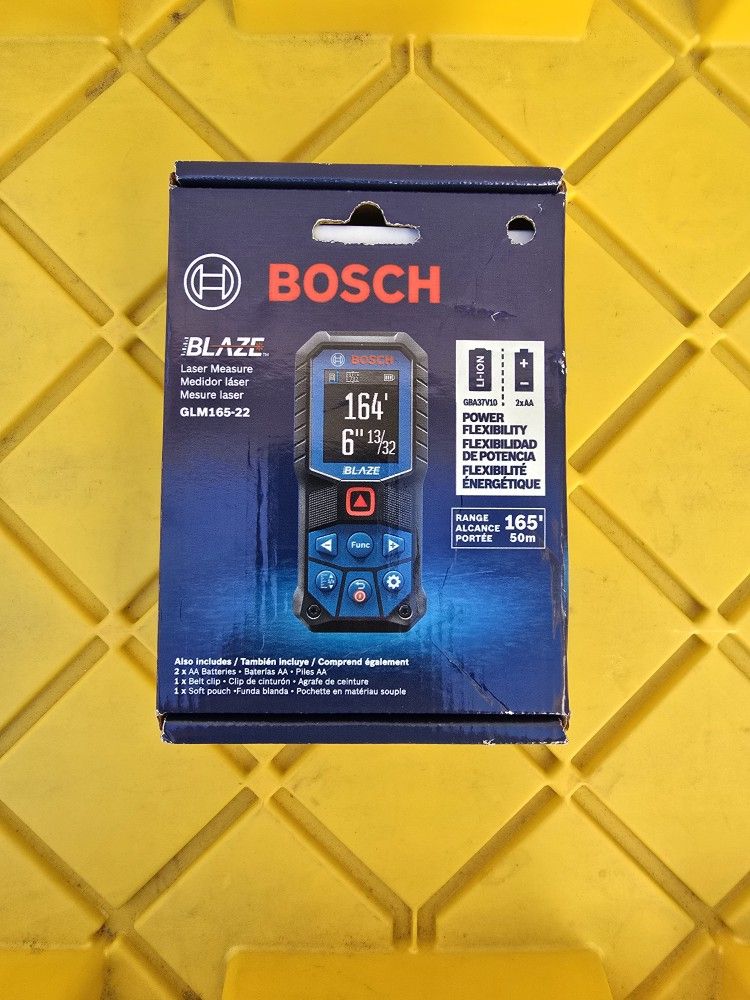 BOSCH
BLAZE™
Laser Measure
Medidor láser
Mesure laser
GLM165-22
BOSCH
164'
6" 13/32
BLAZE
Func
LI-ION
+
−
GBA37V10
2xAA
POWER
FLEXIBILITY
FLEXIBILIDAD
DE POTENCIA
FLEXIBILITÉ
ÉNERGÉTIQUE
RANGE
ALCANCE
PORTÉE
165'
50m
Also includes / También incluye / Comprend également
2 x AA Batteries • Baterías AA • Piles AA
1 x Belt clip • Clip de cinturón • Agrafe de ceinture
1 x Soft pouch •Funda blanda • Pochette en matériau souple